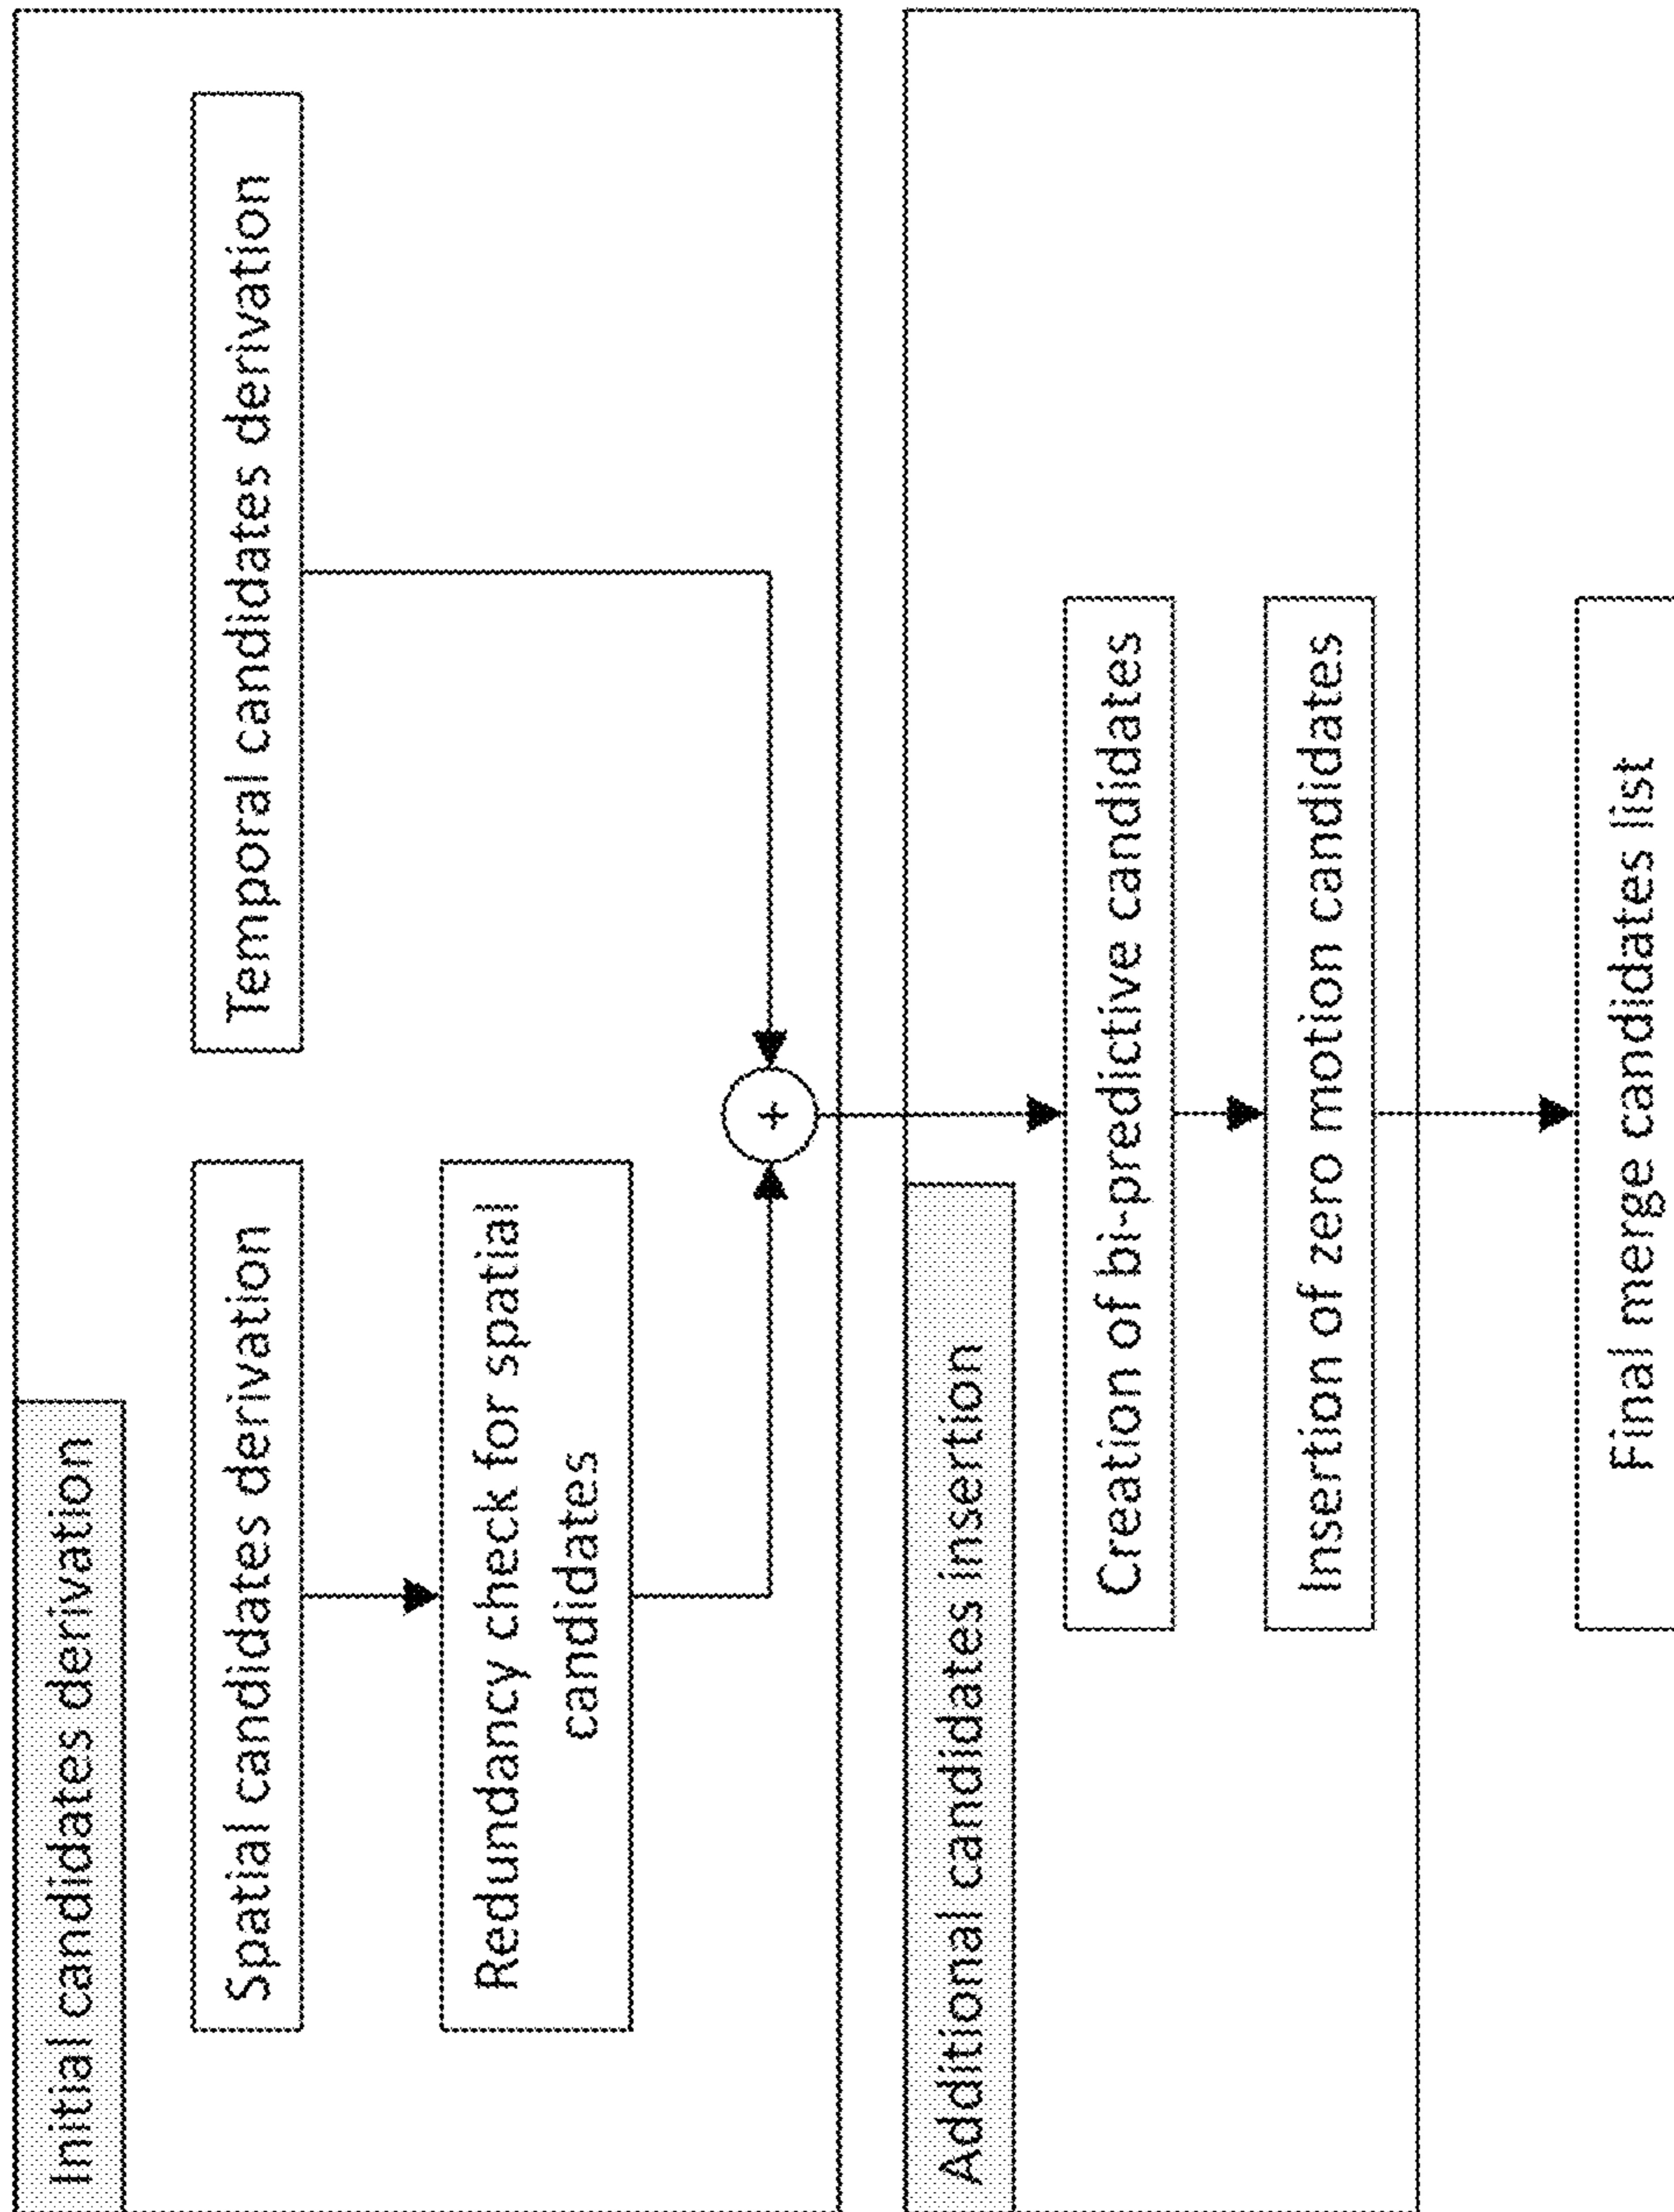 Initial candidates derivation
Spatial candidates derivation
Temporal candidates derivation
Redundancy check for spatial
candidates
+
Additional candidates insertion
Creation of bi-predictive candidates
Insertion of zero motion candidates
Final merge candidates list